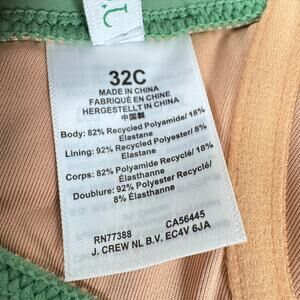 J.
32C
MADE IN CHINA
FABRIQUÉ EN CHINE
HERGESTELLT IN CHINA
中国制造
Body: 82% Recycled Polyamide/ 18%
Elastane
Lining: 92% Recycled Polyester/ 8%
Elastane
Corps: 82% Polyamide Recyclé/ 18%
Élasthanne
Doublure: 92% Polyester Recyclé/
8% Élasthanne
RN77388 CA56445
J. CREW NL B.V. EC4V 6JA